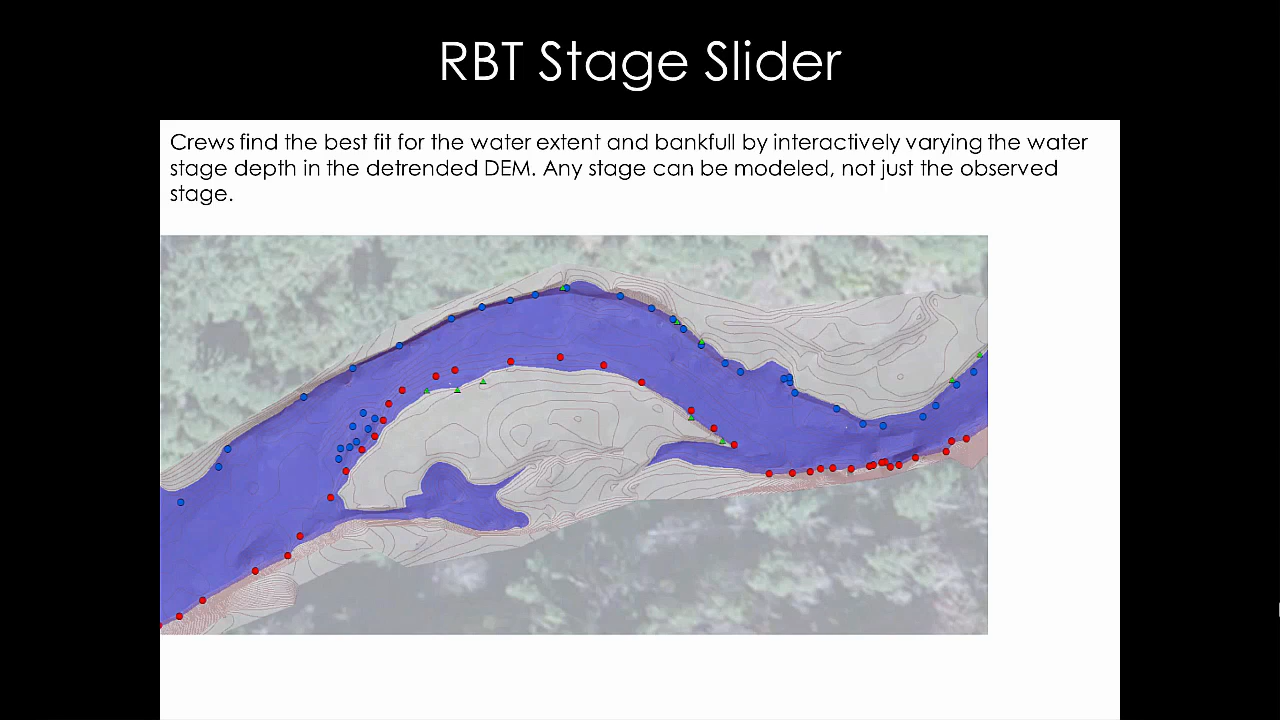 RBT Stage Slider
Crews find the best fit for the water extent and bankfull by interactively varying the water
stage depth in the detrended DEM. Any stage can be modeled, not just the observed
stage.